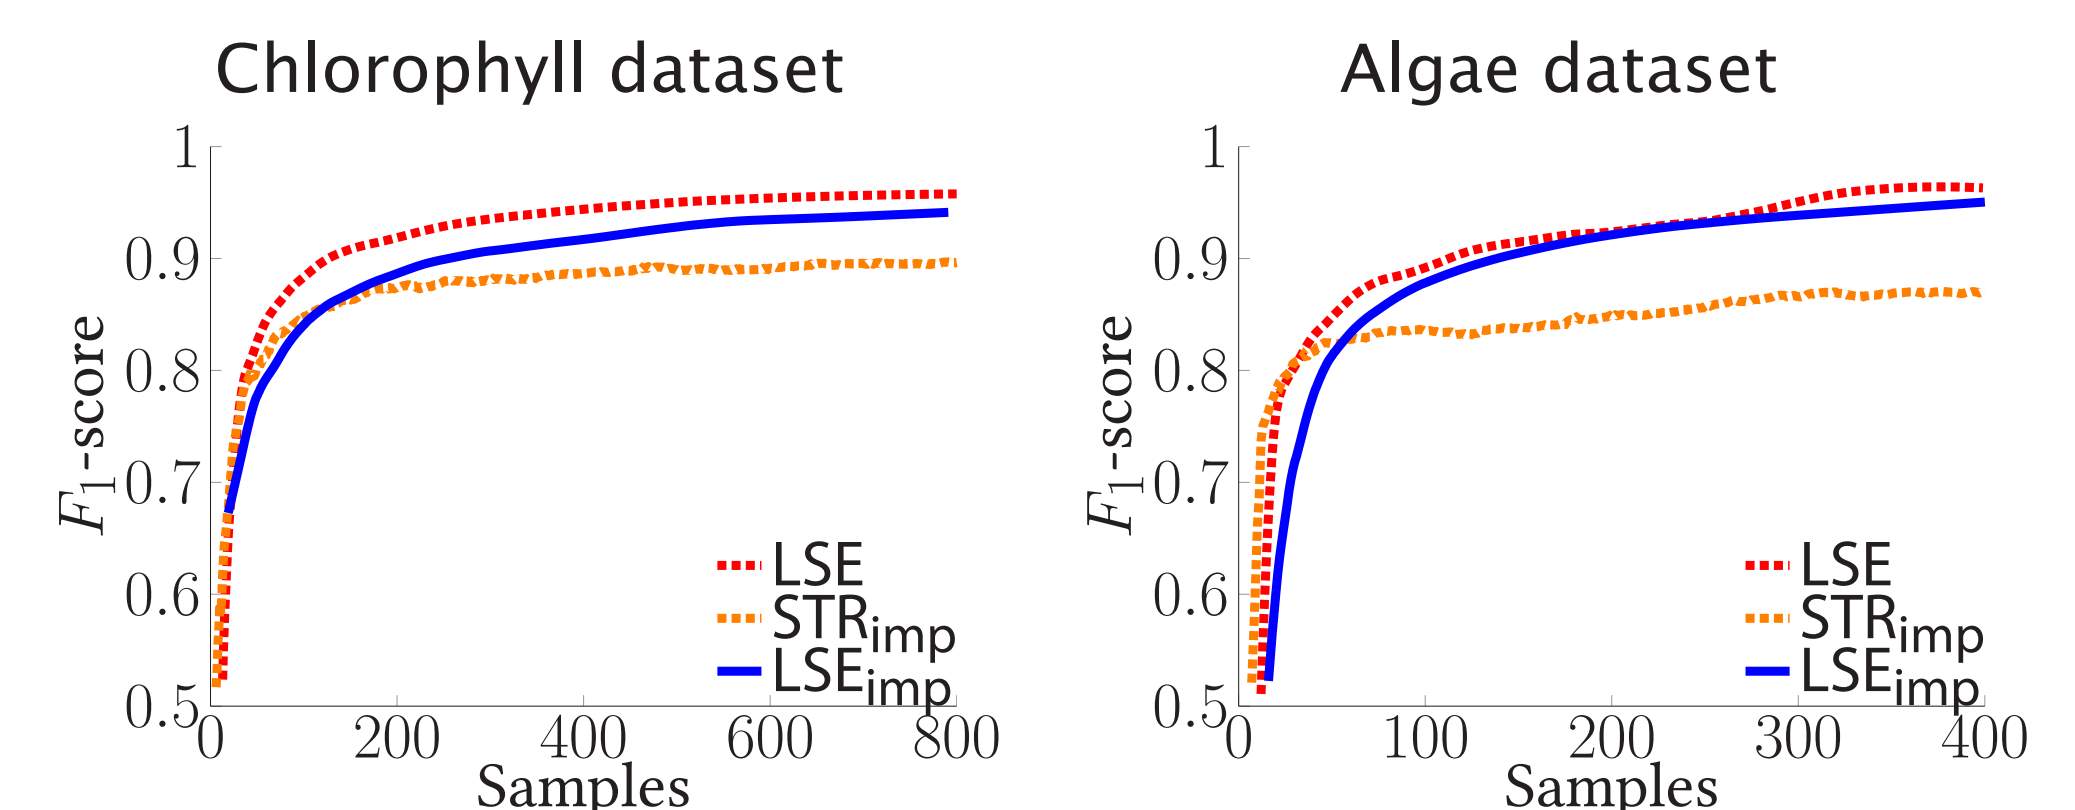 Chlorophyll dataset
1
0.9
0.8
0.7
0.6
0.5
F1-score
LSE
STRimp
LSEimp
0 200 400 600 800
Samples
Algae dataset
1
0.9
0.8
0.7
0.6
0.5
F1-score
LSE
STRimp
LSEimp
0 100 200 300 400
Samples